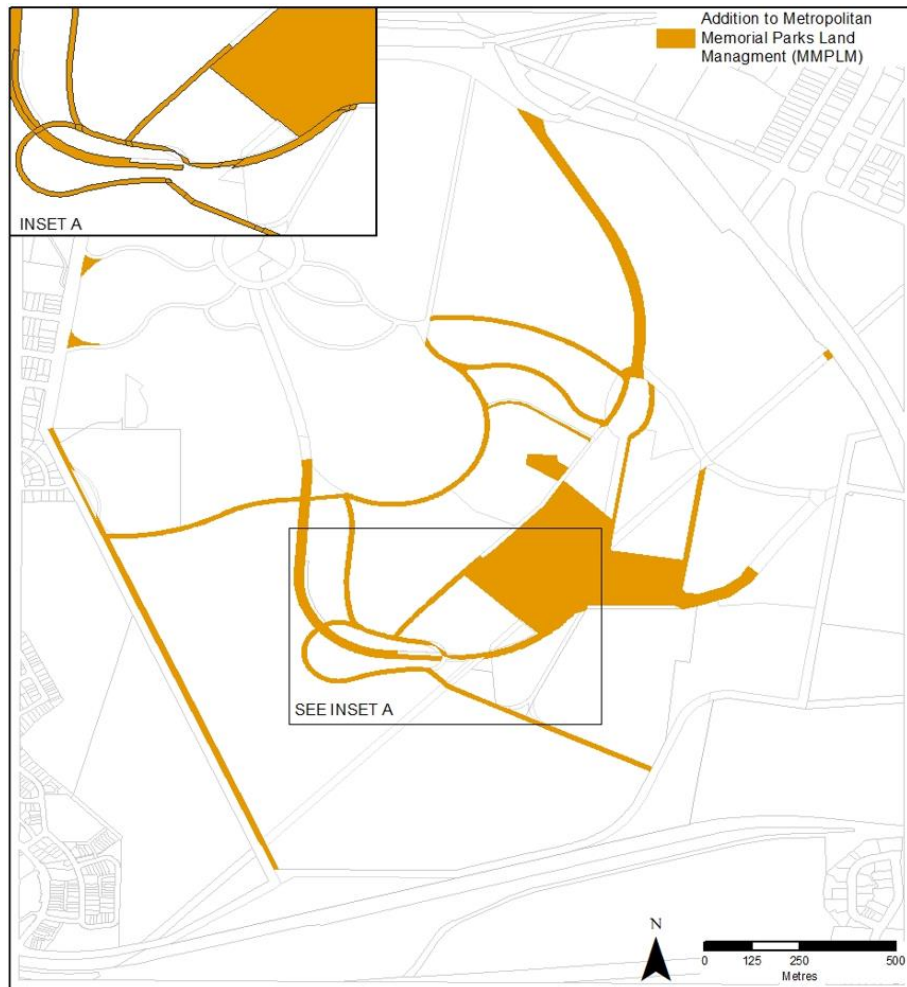 Addition to Metropolitan
Memorial Parks Land
Managment (MMPLM)
INSET A
SEE INSET A
N
0 125 250 500
Metres